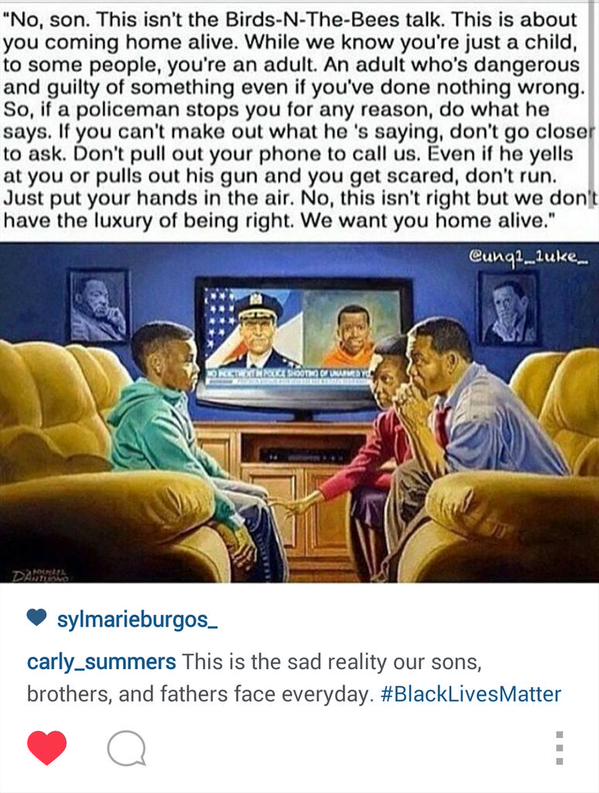 "No, son. This isn't the Birds-N-The-Bees talk. This is about
you coming home alive. While we know you're just a child,
to some people, you're an adult. An adult who's dangerous
and guilty of something even if you've done nothing wrong.
So, if a policeman stops you for any reason, do what he
says. If you can't make out what he 's saying, don't go closer
to ask. Don't pull out your phone to call us. Even if he yells
at you or pulls out his gun and you get scared, don't run.
Just put your hands in the air. No, this isn't right but we don't
have the luxury of being right. We want you home alive."
@unq1_1uke_
NO INDICTMENT IN POLICE SHOOTING OF UNARMED YO
sylmarieburgos_
carly_summers This is the sad reality our sons,
brothers, and fathers face everyday. #BlackLivesMatter